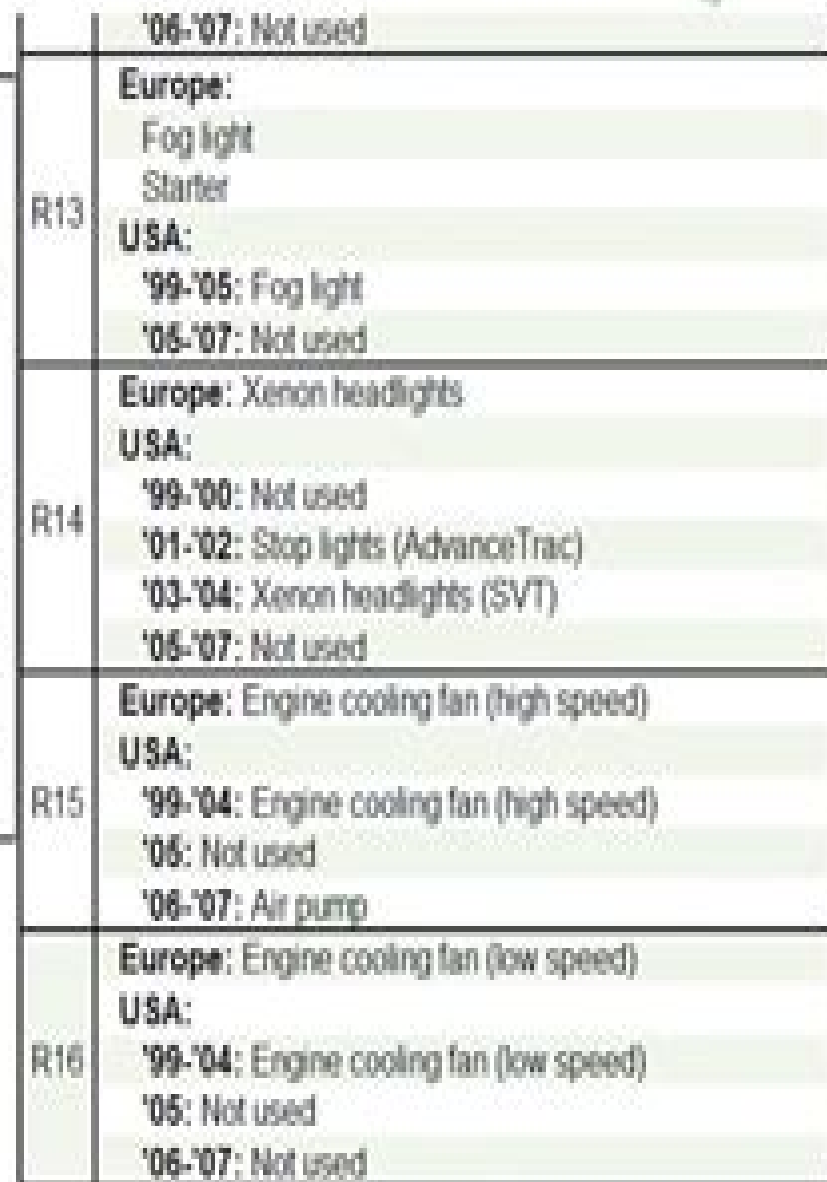 '06-'07: Not used
R13
Europe:
Fog light
Starter
USA:
'99-'05: Fog light
'05-'07: Not used
R14
Europe: Xenon headlights
USA:
'99-'00: Not used
'01-'02: Stop lights (AdvanceTrac)
'03-'04: Xenon headlights (SVT)
'05-'07: Not used
R15
Europe: Engine cooling fan (high speed)
USA:
'99-'04: Engine cooling fan (high speed)
'05: Not used
'06-'07: Air pump
R16
Europe: Engine cooling fan (low speed)
USA:
'99-'04: Engine cooling fan (low speed)
'05: Not used
'06-'07: Not used